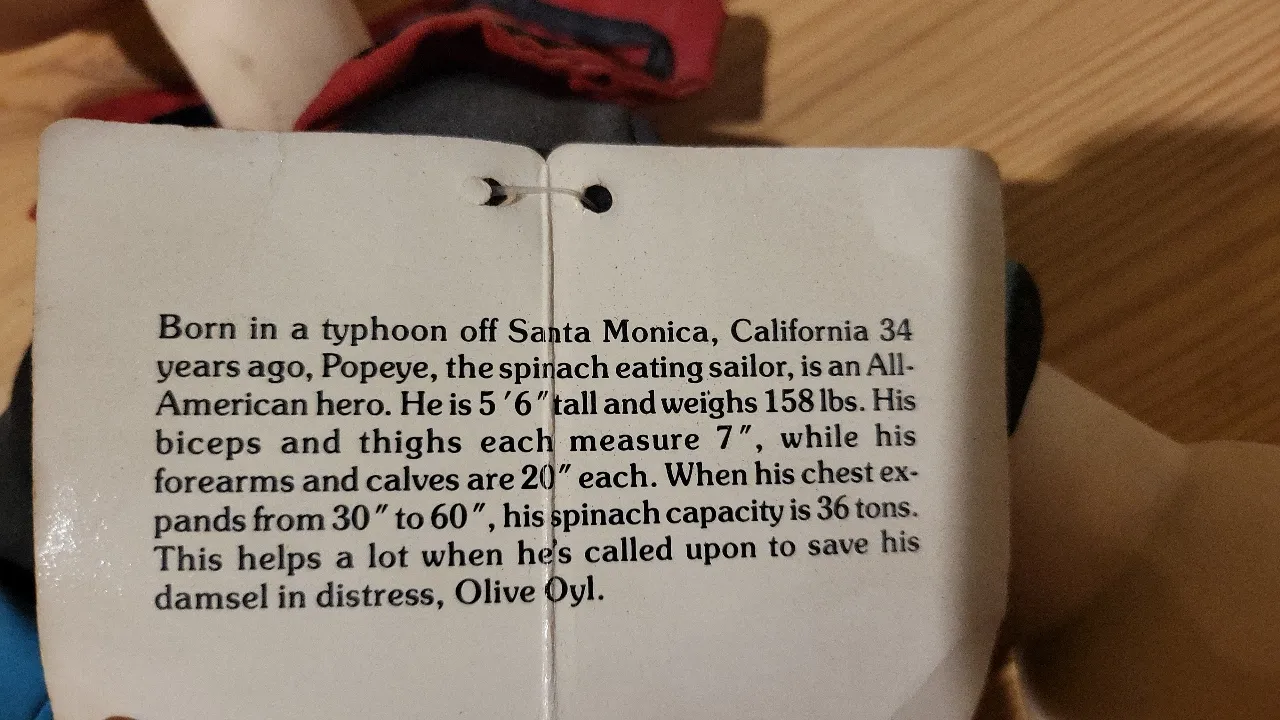 Born in a typhoon off Santa Monica, California 34
years ago, Popeye, the spinach eating sailor, is an All-
American hero. He is 5 ′6″ tall and weighs 158 lbs. His
biceps and thighs each measure 7″, while his
forearms and calves are 20″ each. When his chest ex-
pands from 30″ to 60″, his spinach capacity is 36 tons.
This helps a lot when he's called upon to save his
damsel in distress, Olive Oyl.